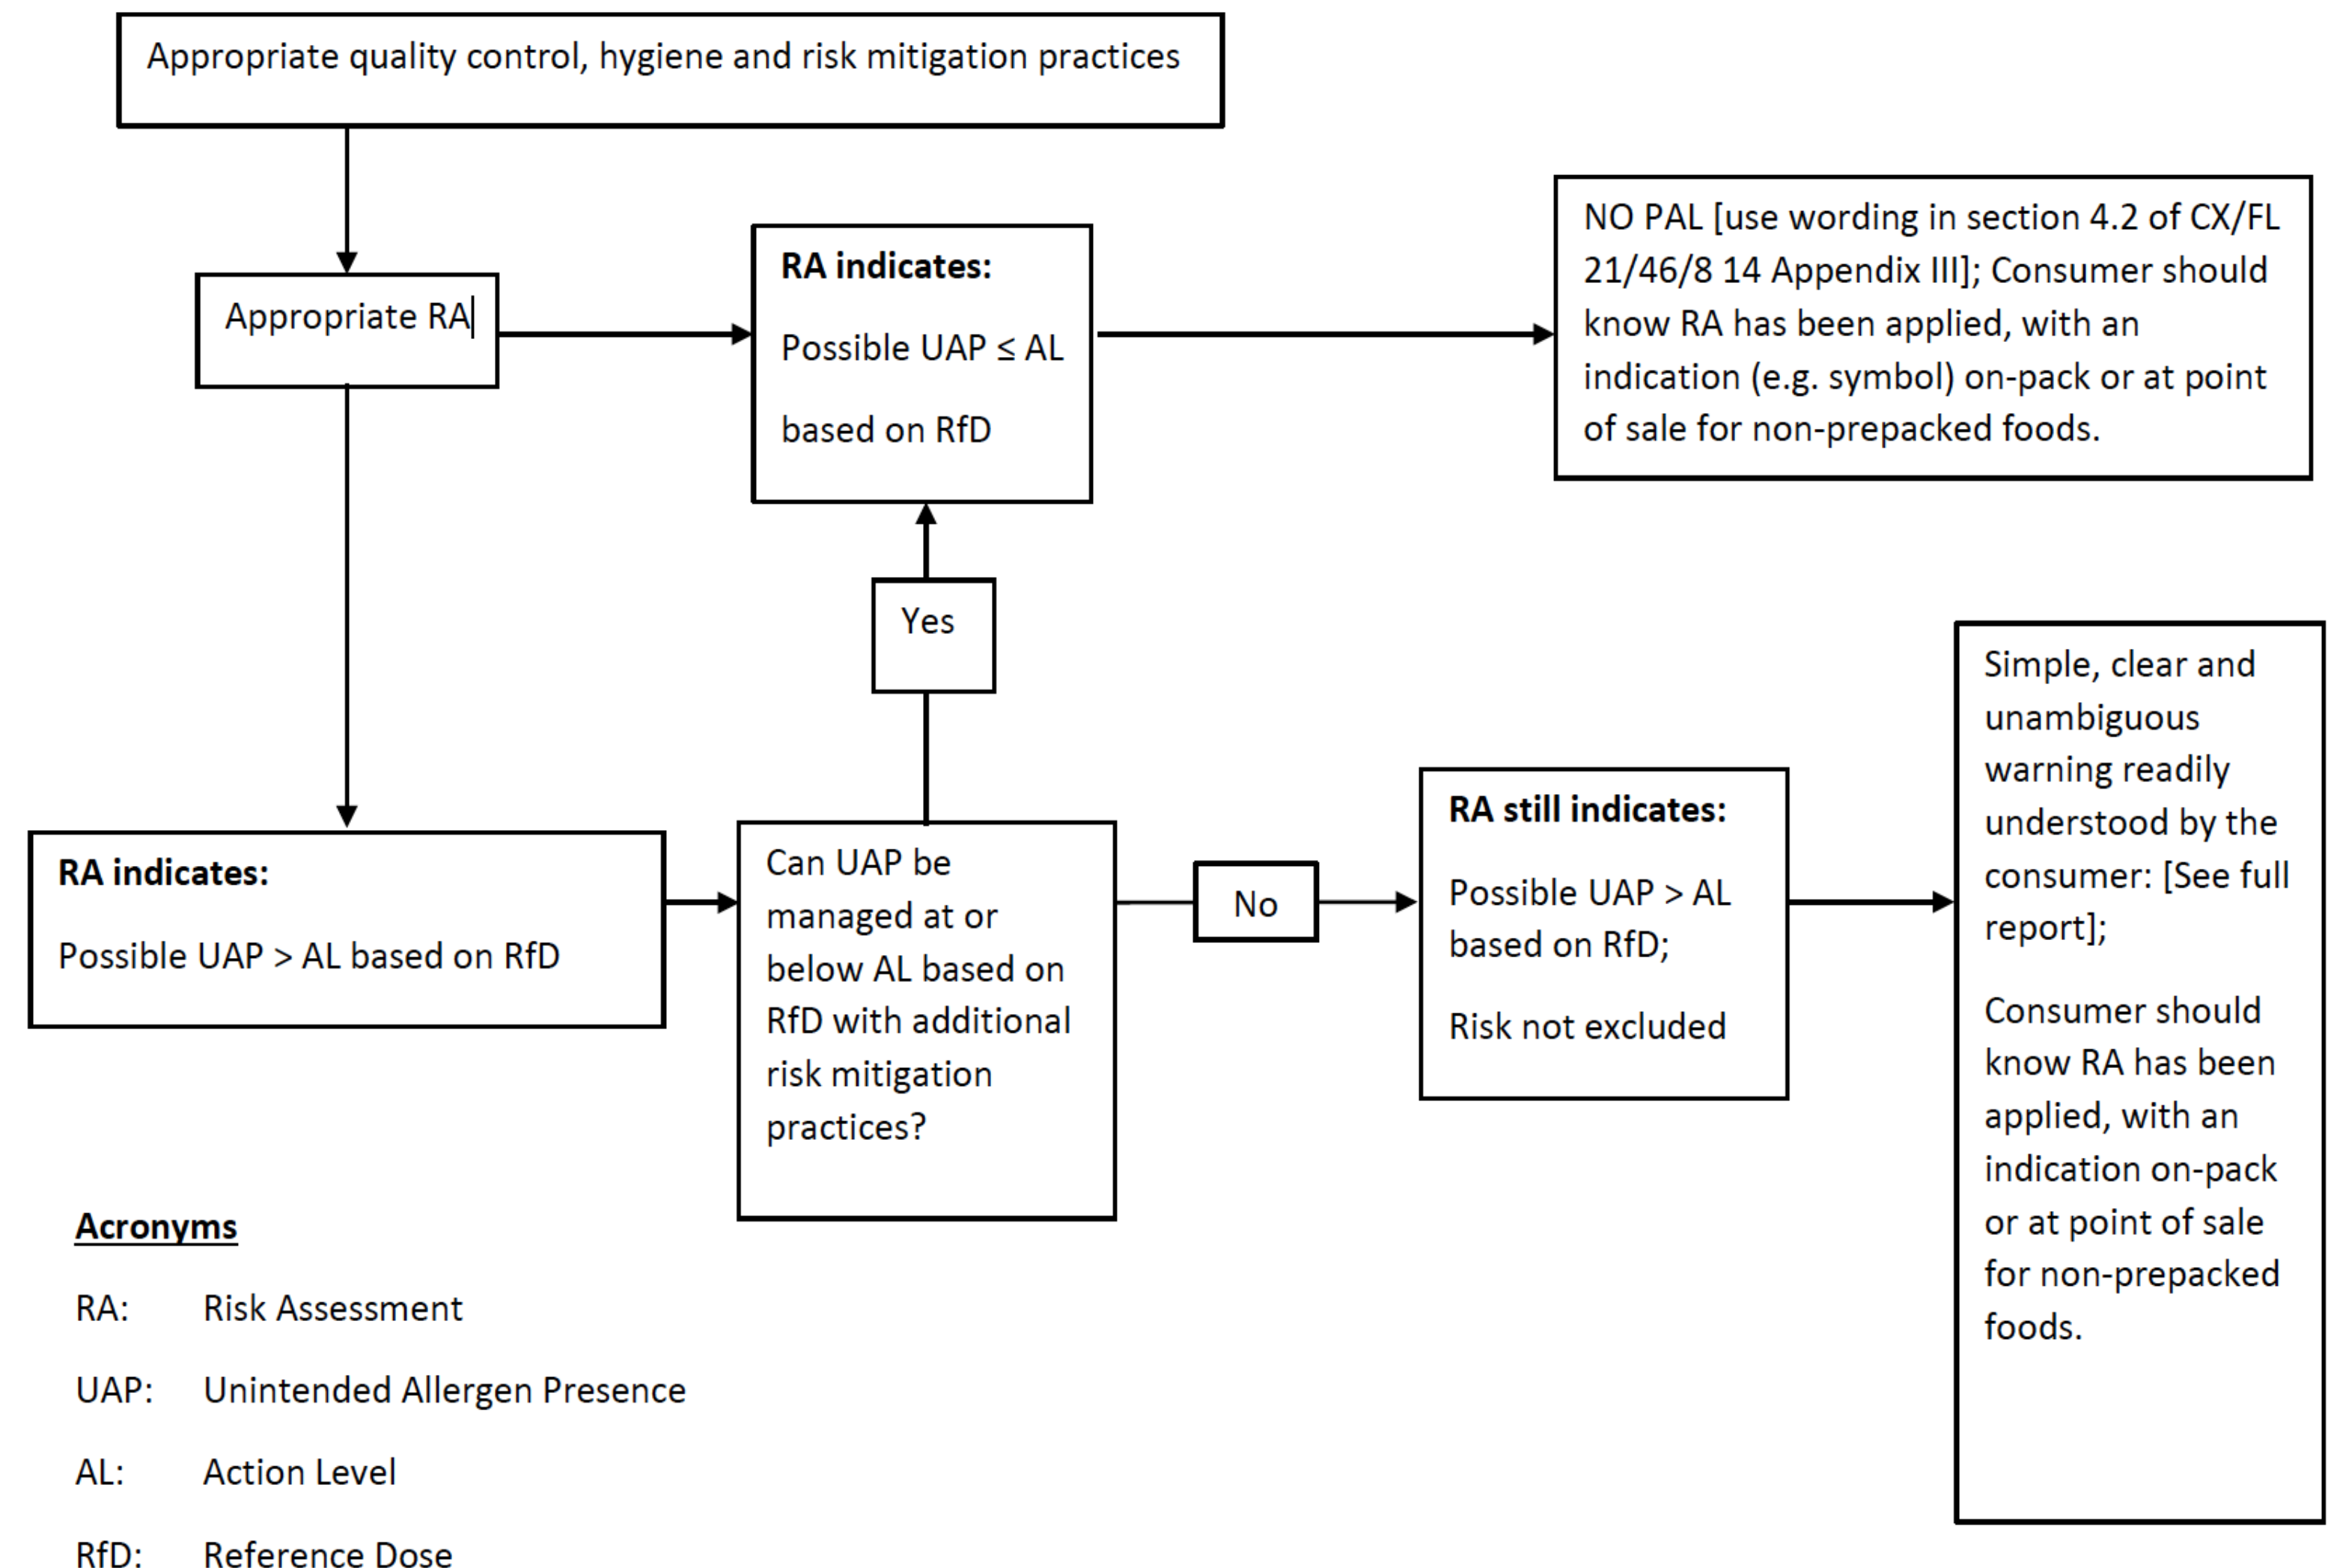 Appropriate quality control, hygiene and risk mitigation practices
Appropriate RA
RA indicates:
Possible UAP ≤ AL
based on RfD
NO PAL [use wording in section 4.2 of CX/FL
21/46/8 14 Appendix III]; Consumer should
know RA has been applied, with an
indication (e.g. symbol) on-pack or at point
of sale for non-prepacked foods.
Yes
RA indicates:
Possible UAP > AL based on RfD
Can UAP be
managed at or
below AL based on
RfD with additional
risk mitigation
practices?
No
RA still indicates:
Possible UAP > AL
based on RfD;
Risk not excluded
Simple, clear and
unambiguous
warning readily
understood by the
consumer: [See full
report];
Consumer should
know RA has been
applied, with an
indication on-pack
or at point of sale
for non-prepacked
foods.
Acronyms
RA: Risk Assessment
UAP: Unintended Allergen Presence
AL: Action Level
RfD: Reference Dose